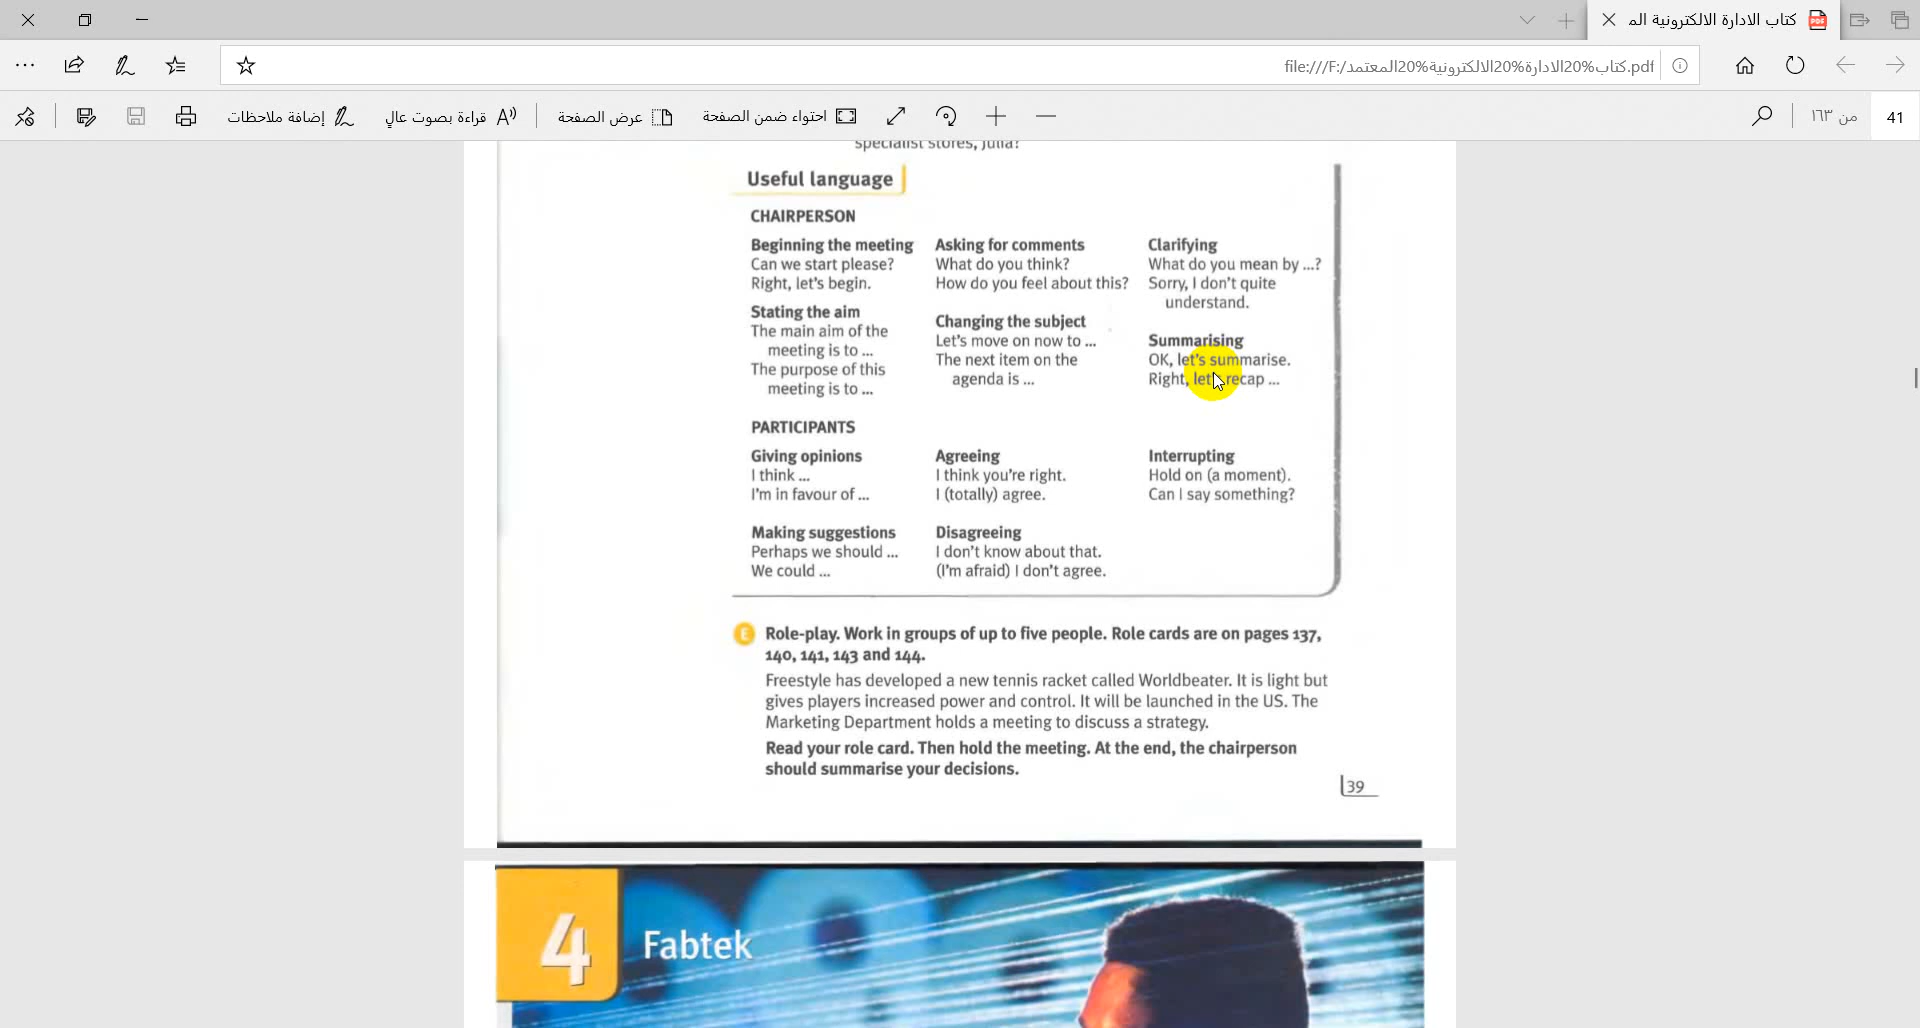 كتاب الادارة الالكترونية الم
file:///F:/كتاب%20الادارة%20الالكترونية%20المعتمد.pdf
41
من ١٦٣
احتواء ضمن الصفحة
عرض الصفحة
قراءة بصوت عالٍ
إضافة ملاحظات
specialist stores, Julia?
Useful language
CHAIRPERSON
Beginning the meeting
Can we start please?
Right, let's begin.
Stating the aim
The main aim of the
meeting is to ...
The purpose of this
meeting is to ...
Asking for comments
What do you think?
How do you feel about this?
Changing the subject
Let's move on now to ...
The next item on the
agenda is ...
Clarifying
What do you mean by ...?
Sorry, I don't quite
understand.
Summarising
OK, let's summarise.
Right, let's recap ...
PARTICIPANTS
Giving opinions
I think ...
I'm in favour of ...
Making suggestions
Perhaps we should ...
We could ...
Agreeing
I think you're right.
I (totally) agree.
Disagreeing
I don't know about that.
(I'm afraid) I don't agree.
Interrupting
Hold on (a moment).
Can I say something?
E Role-play. Work in groups of up to five people. Role cards are on pages 137,
140, 141, 143 and 144.
Freestyle has developed a new tennis racket called Worldbeater. It is light but
gives players increased power and control. It will be launched in the US. The
Marketing Department holds a meeting to discuss a strategy.
Read your role card. Then hold the meeting. At the end, the chairperson
should summarise your decisions.
39
4
Fabtek